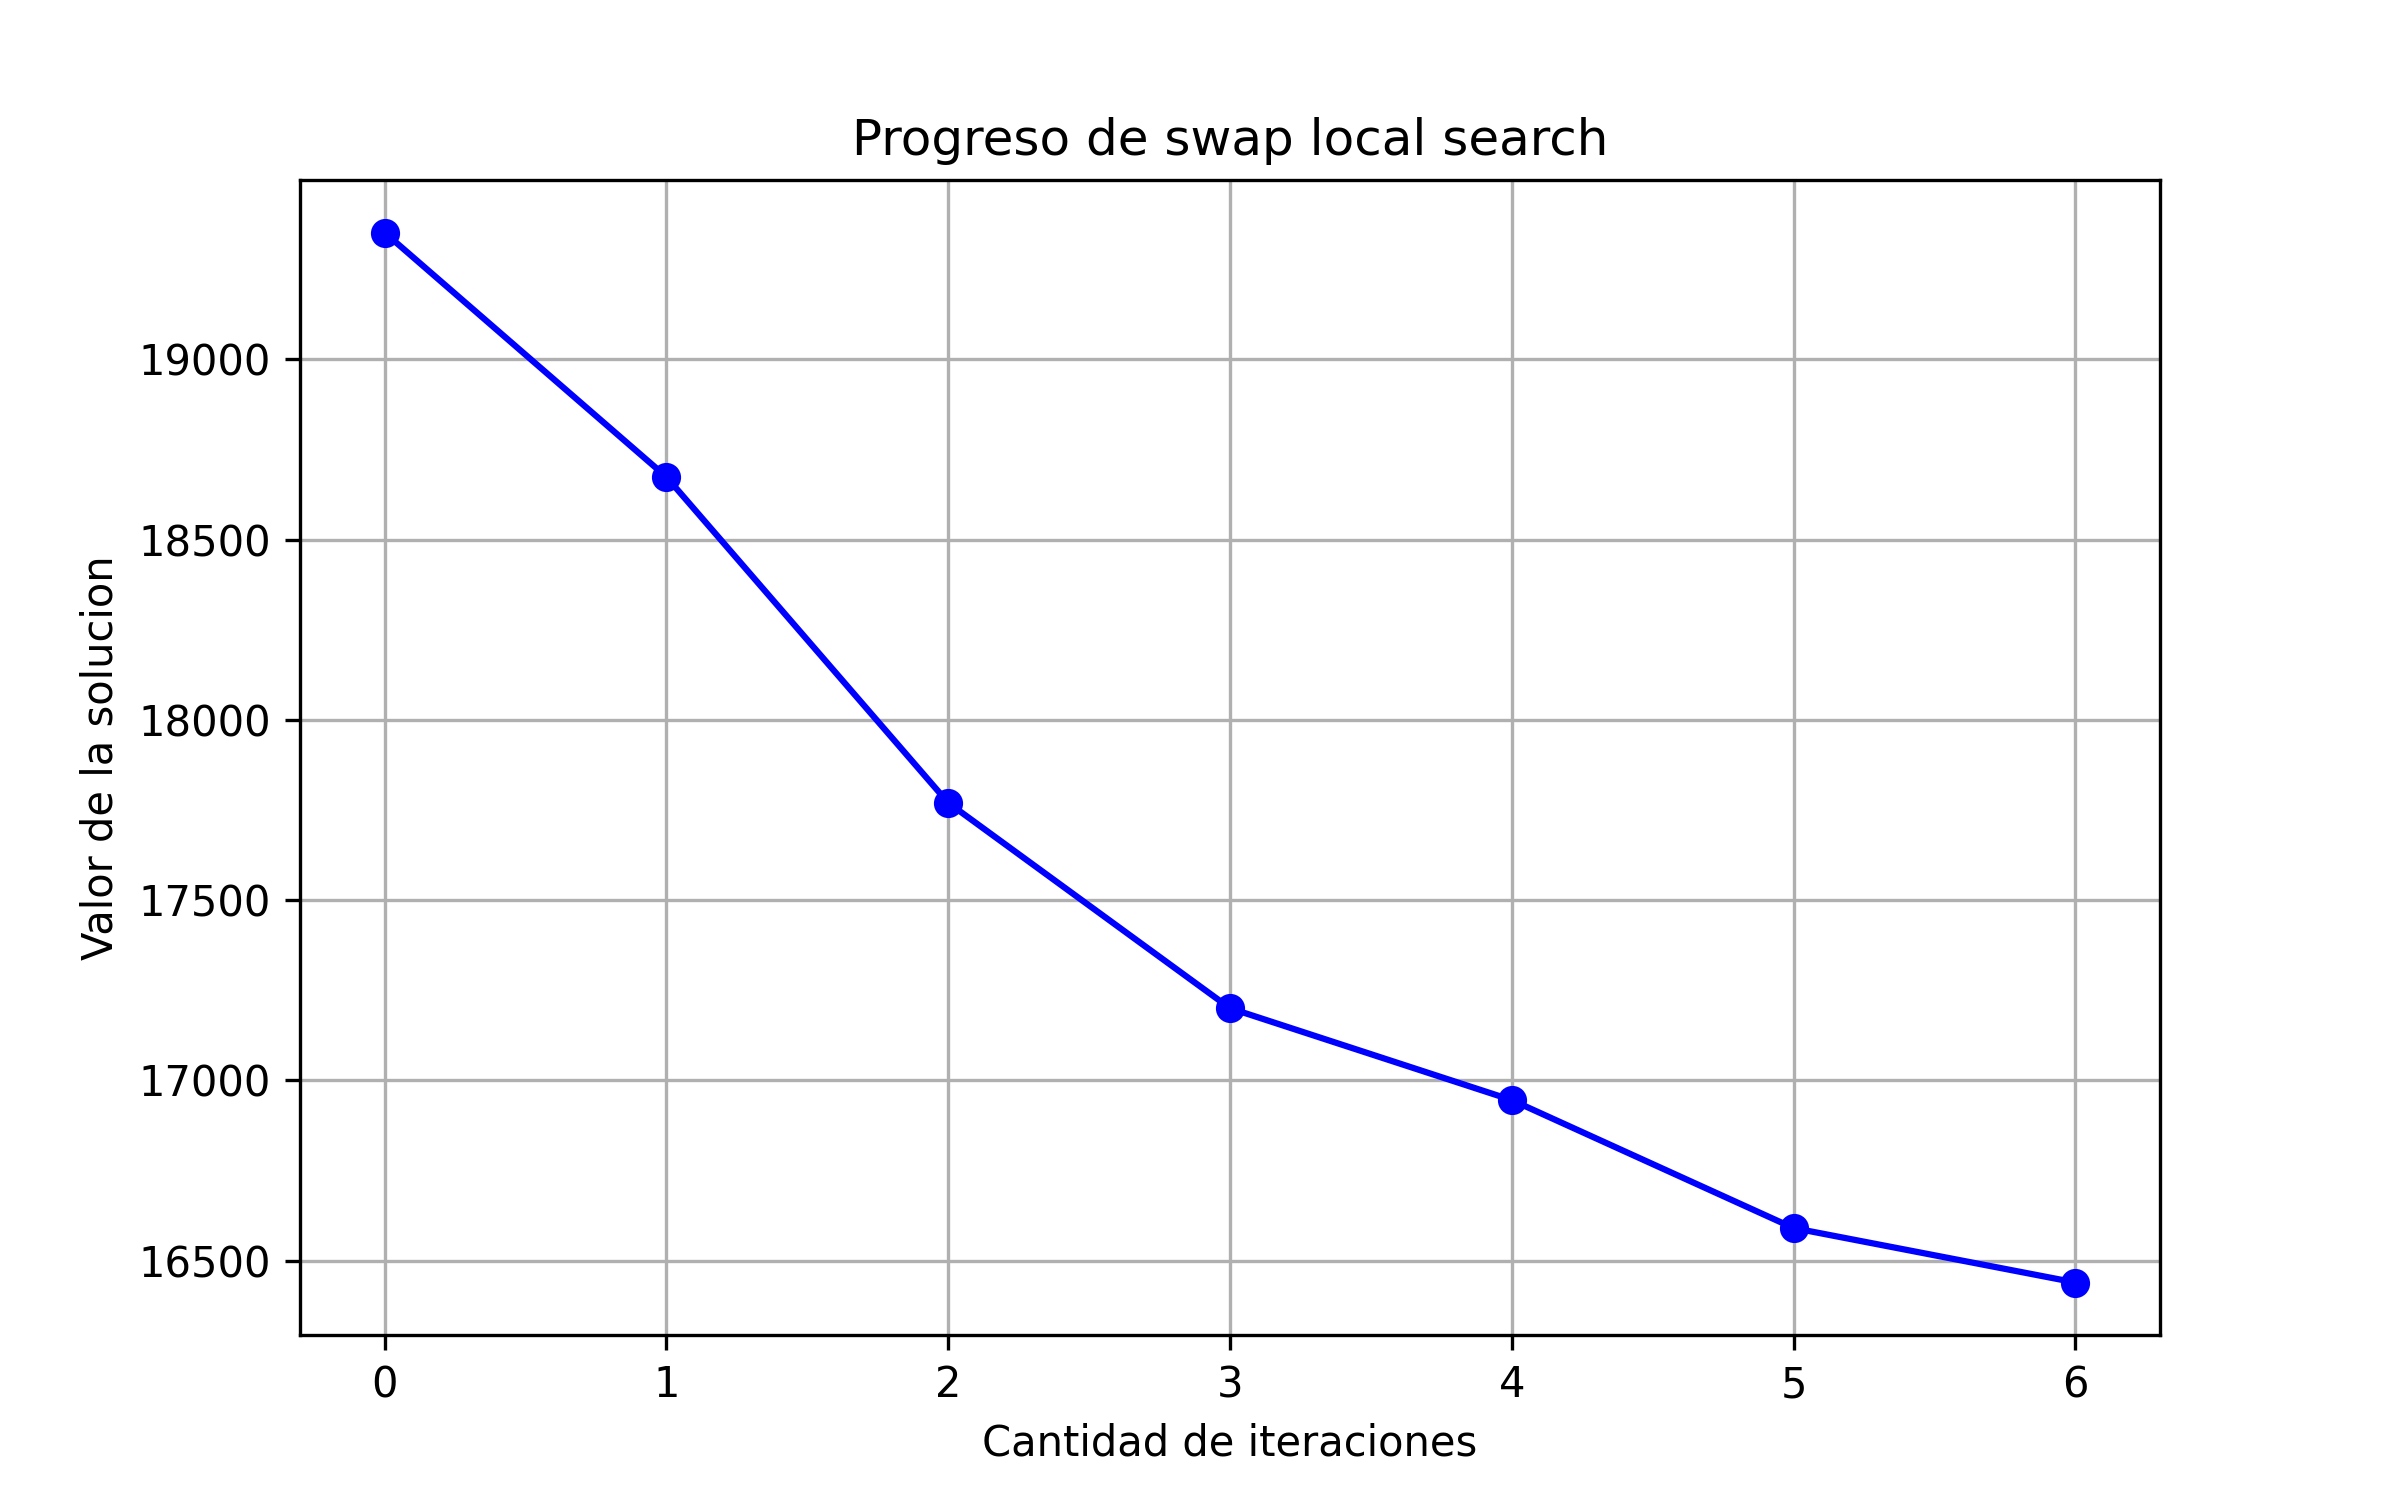 Progreso de swap local search
Valor de la solucion
19000
18500
18000
17500
17000
16500
0 1 2 3 4 5 6
Cantidad de iteraciones